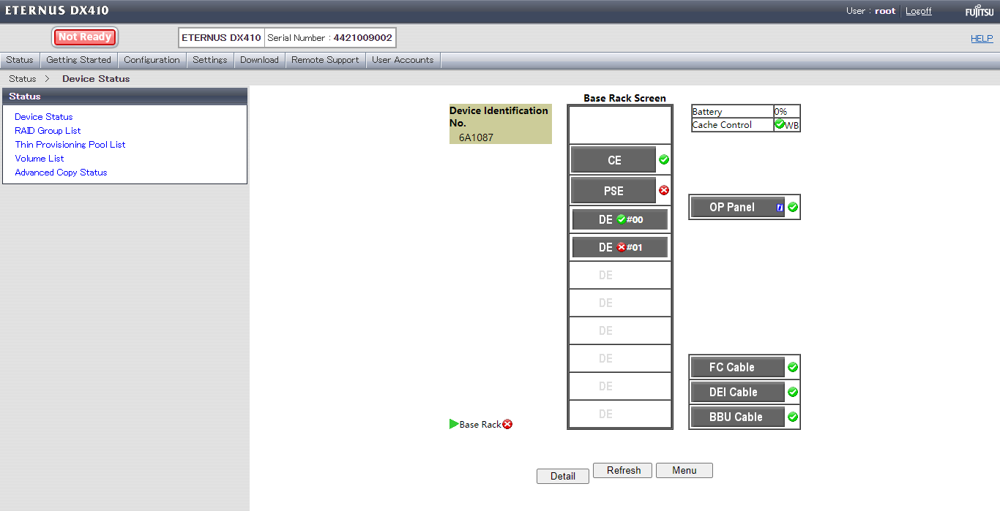 ETERNUS DX410
User : root
Logoff
FUJITSU
Not Ready
ETERNUS DX410
Serial Number : 4421009002
HELP
Status
Getting Started
Configuration
Settings
Download
Remote Support
User Accounts
Status > Device Status
Status
Device Status
RAID Group List
Thin Provisioning Pool List
Volume List
Advanced Copy Status
Device Identification
No.
6A1087
Base Rack Screen
CE
PSE
DE #00
DE #01
DE
DE
DE
DE
DE
DE
Battery 0%
Cache Control WB
OP Panel i
FC Cable
DEI Cable
BBU Cable
Base Rack
Detail
Refresh
Menu